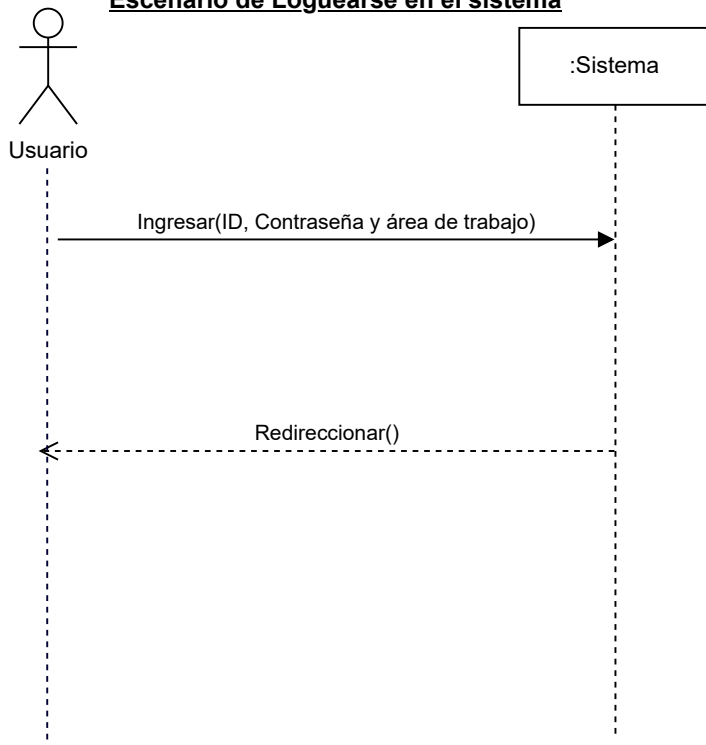 Escenario de Loguearse en el sistema
:Sistema
Usuario
Ingresar(ID, Contraseña y área de trabajo)
Redireccionar()